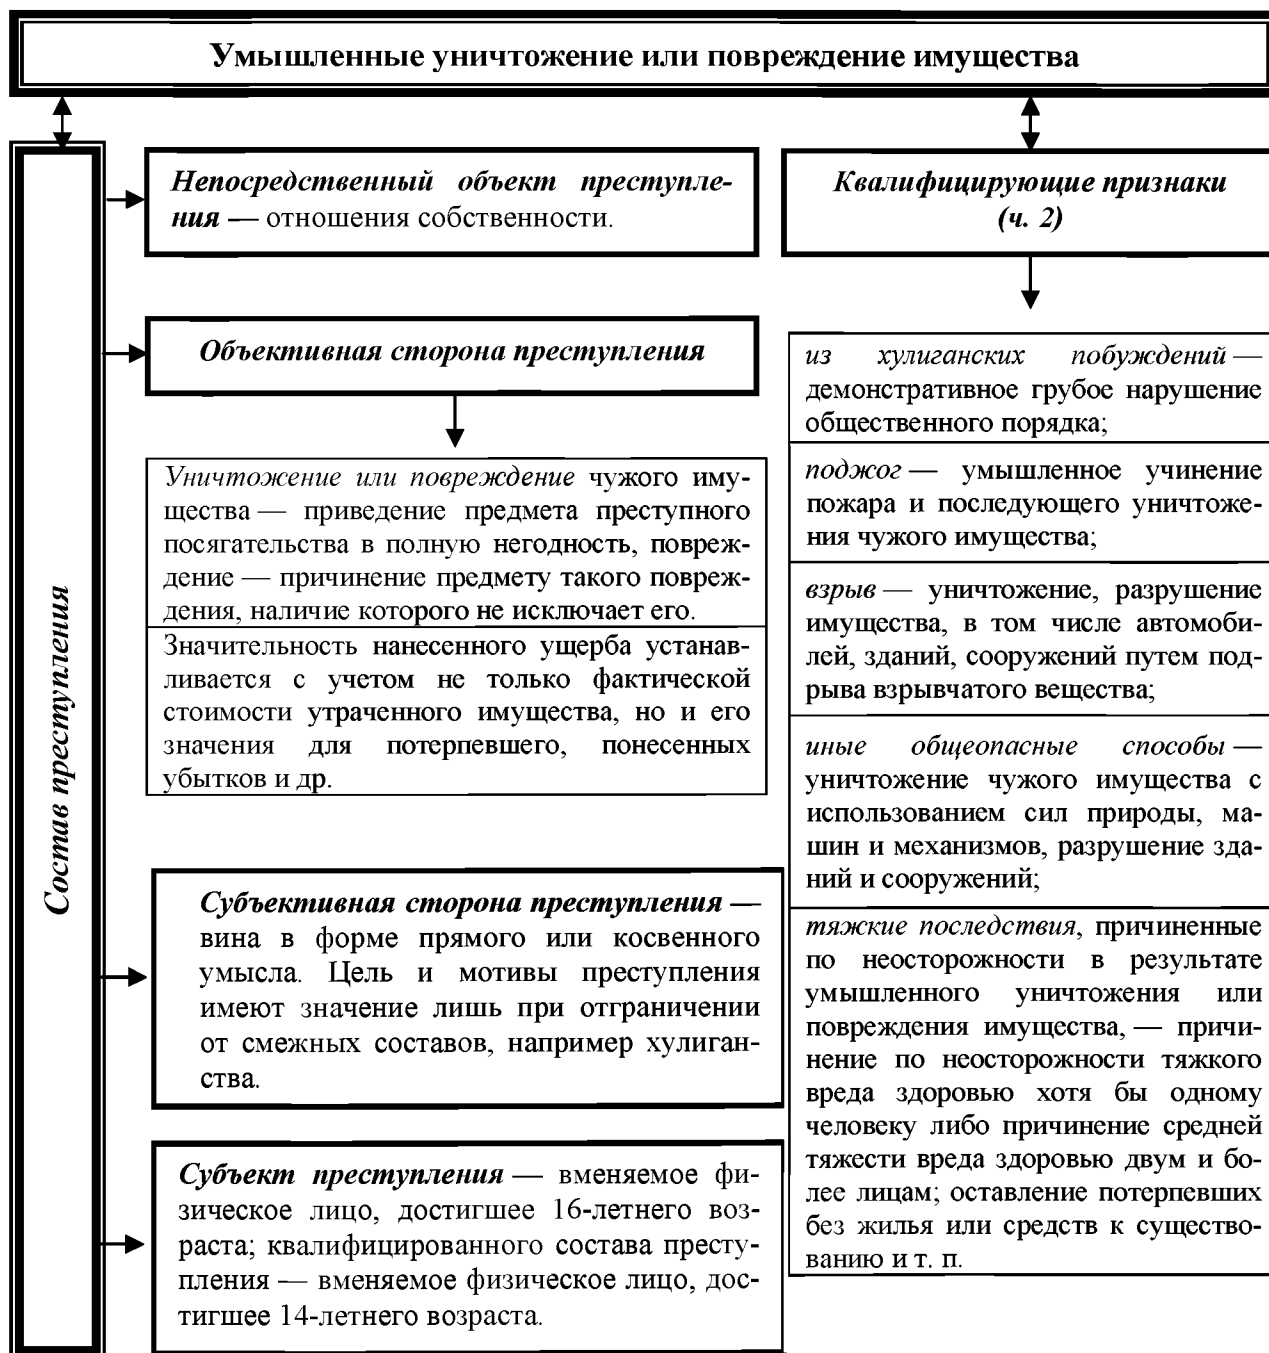 Умышленные уничтожение или повреждение имущества
Состав преступления
Непосредственный объект преступле-
ния — отношения собственности.
Объективная сторона преступления
Уничтожение или повреждение чужого иму-
щества — приведение предмета преступного
посягательства в полную негодность, повреж-
дение — причинение предмету такого повреж-
дения, наличие которого не исключает его.
Значительность нанесенного ущерба устанав-
ливается с учетом не только фактической
стоимости утраченного имущества, но и его
значения для потерпевшего, понесенных
убытков и др.
Субъективная сторона преступления —
вина в форме прямого или косвенного
умысла. Цель и мотивы преступления
имеют значение лишь при отграничении
от смежных составов, например хулиган-
ства.
Субъект преступления — вменяемое фи-
зическое лицо, достигшее 16-летнего воз-
раста; квалифицированного состава престу-
пления — вменяемое физическое лицо, дос-
тигшее 14-летнего возраста.
Квалифицирующие признаки
(ч. 2)
из хулиганских побуждений —
демонстративное грубое нарушение
общественного порядка;
поджог — умышленное учинение
пожара и последующего уничтоже-
ния чужого имущества;
взрыв — уничтожение, разрушение
имущества, в том числе автомоби-
лей, зданий, сооружений путем под-
рыва взрывчатого вещества;
иные общеопасные способы —
уничтожение чужого имущества с
использованием сил природы, ма-
шин и механизмов, разрушение зда-
ний и сооружений;
тяжкие последствия, причиненные
по неосторожности в результате
умышленного уничтожения или
повреждения имущества, — причи-
нение по неосторожности тяжкого
вреда здоровью хотя бы одному
человеку либо причинение средней
тяжести вреда здоровью двум и бо-
лее лицам; оставление потерпевших
без жилья или средств к существо-
ванию и т. п.